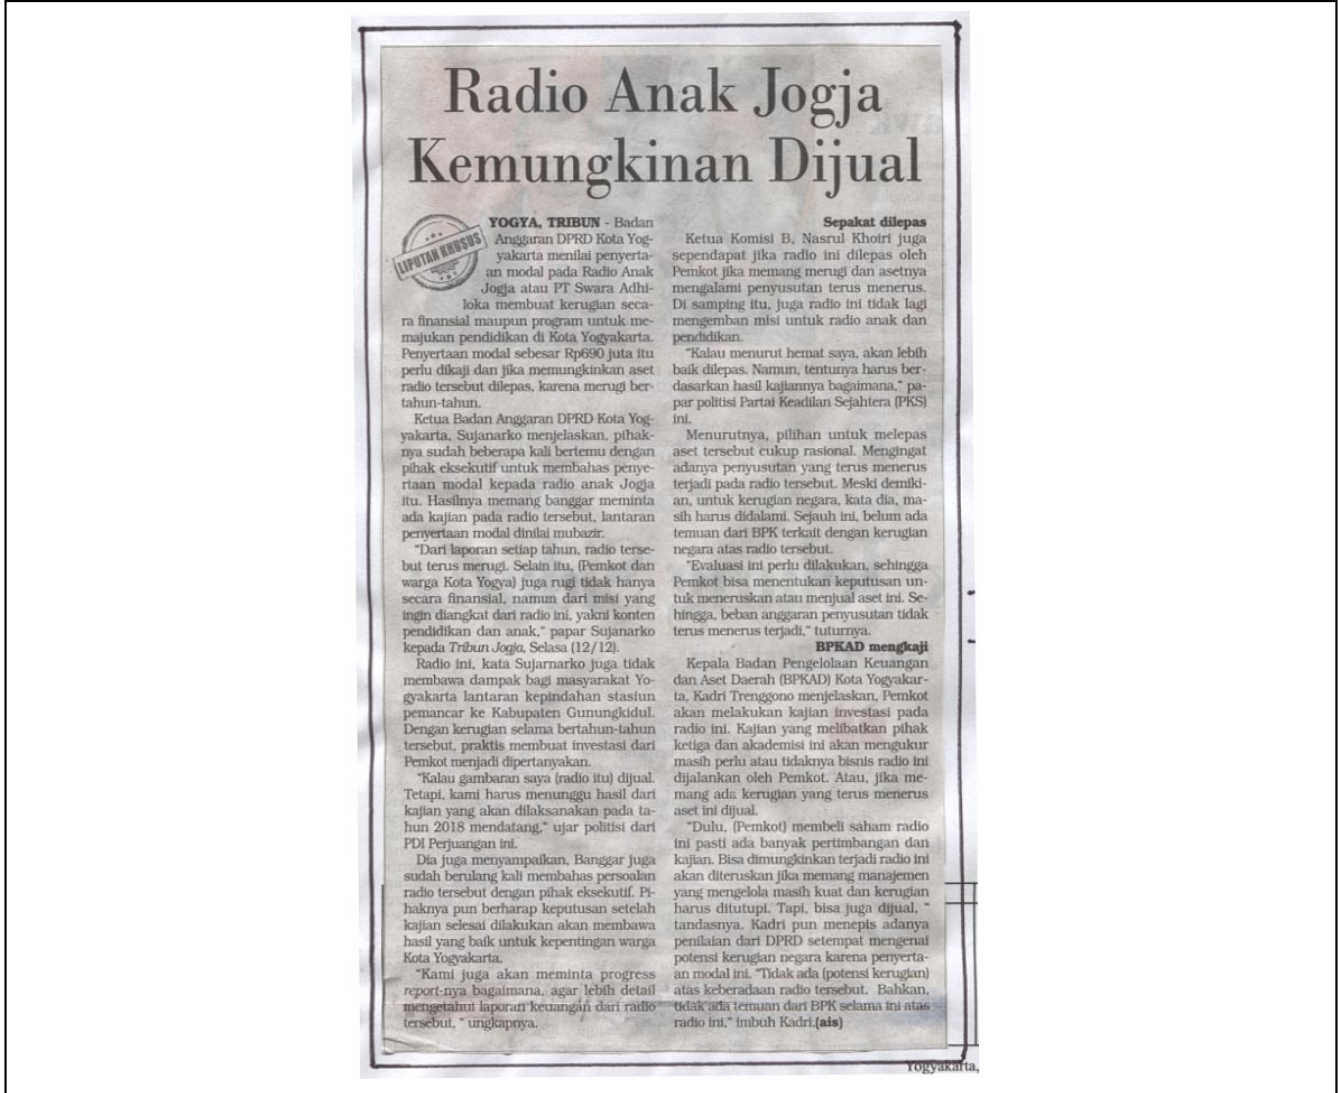 Radio Anak Jogja
Kemungkinan Dijual
LIPUTAN KHUSUS
YOGYA, TRIBUN - Badan
Anggaran DPRD Kota Yog-
yakarta menilai penyerta-
an modal pada Radio Anak
Jogja atau PT Swara Adhi-
loka membuat kerugian seca-
ra finansial maupun program untuk me-
majukan pendidikan di Kota Yogyakarta.
Penyertaan modal sebesar Rp690 juta itu
perlu dikaji dan jika memungkinkan aset
radio tersebut dilepas, karena merugi ber-
tahun-tahun.
Ketua Badan Anggaran DPRD Kota Yog-
yakarta, Sujanarko menjelaskan, pihak-
nya sudah beberapa kali bertemu dengan
pihak eksekutif untuk membahas penye-
rtaan modal kepada radio anak Jogja
itu. Hasilnya memang banggar meminta
ada kajian pada radio tersebut, lantaran
penyertaan modal dinilai mubazir.
"Dari laporan setiap tahun, radio terse-
but terus merugi. Selain itu, (Pemkot dan
warga Kota Yogya) juga rugi tidak hanya
secara finansial, namun dari misi yang
ingin diangkat dari radio ini, yakni konten
pendidikan dan anak," papar Sujanarko
kepada Tribun Jogja, Selasa (12/12).
Radio ini, kata Sujarnarko juga tidak
membawa dampak bagi masyarakat Yo-
gyakarta lantaran kepindahan stasiun
pemancar ke Kabupaten Gunungkidul.
Dengan kerugian selama bertahun-tahun
tersebut, praktis membuat investasi dari
Pemkot menjadi dipertanyakan.
"Kalau gambaran saya (radio itu) dijual.
Tetapi, kami harus menunggu hasil dari
kajian yang akan dilaksanakan pada ta-
hun 2018 mendatang," ujar politisi dari
PDI Perjuangan ini.
Dia juga menyampaikan, Banggar juga
sudah berulang kali membahas persoalan
radio tersebut dengan pihak eksekutif. Pi-
haknya pun berharap keputusan setelah
kajian selesai dilakukan akan membawa
hasil yang baik untuk kepentingan warga
Kota Yogyakarta.
"Kami juga akan meminta progress
report-nya bagaimana, agar lebih detail
mengetahui laporan keuangan dari radio
tersebut, " ungkapnya.
Sepakat dilepas
Ketua Komisi B, Nasrul Khoiri juga
sependapat jika radio ini dilepas oleh
Pemkot jika memang merugi dan asetnya
mengalami penyusutan terus menerus.
Di samping itu, juga radio ini tidak lagi
mengemban misi untuk radio anak dan
pendidikan.
"Kalau menurut hemat saya, akan lebih
baik dilepas. Namun, tentunya harus ber-
dasarkan hasil kajiannya bagaimana," pa-
par politisi Partai Keadilan Sejahtera (PKS)
ini.
Menurutnya, pilihan untuk melepas
aset tersebut cukup rasional. Mengingat
adanya penyusutan yang terus menerus
terjadi pada radio tersebut. Meski demiki-
an, untuk kerugian negara, kata dia, ma-
sih harus didalami. Sejauh ini, belum ada
temuan dari BPK terkait dengan kerugian
negara atas radio tersebut.
"Evaluasi ini perlu dilakukan, sehingga
Pemkot bisa menentukan keputusan un-
tuk meneruskan atau menjual aset ini. Se-
hingga, beban anggaran penyusutan tidak
terus menerus terjadi," tuturnya.
BPKAD mengkaji
Kepala Badan Pengelolaan Keuangan
dan Aset Daerah (BPKAD) Kota Yogyakar-
ta, Kadri Trenggono menjelaskan, Pemkot
akan melakukan kajian investasi pada
radio ini. Kajian yang melibatkan pihak
ketiga dan akademisi ini akan mengukur
masih perlu atau tidaknya bisnis radio ini
dijalankan oleh Pemkot. Atau, jika me-
mang ada kerugian yang terus menerus
aset ini dijual.
"Dulu, (Pemkot) membeli saham radio
ini pasti ada banyak pertimbangan dan
kajian. Bisa dimungkinkan terjadi radio ini
akan diteruskan jika memang manajemen
yang mengelola masih kuat dan kerugian
harus ditutupi. Tapi, bisa juga dijual, "
tandasnya. Kadri pun menepis adanya
penilaian dari DPRD setempat mengenai
potensi kerugian negara karena penyerta-
an modal ini. "Tidak ada (potensi kerugian)
atas keberadaan radio tersebut. Bahkan,
tidak ada temuan dari BPK selama ini atas
radio ini," imbuh Kadri.(ais)
Yogyakarta,